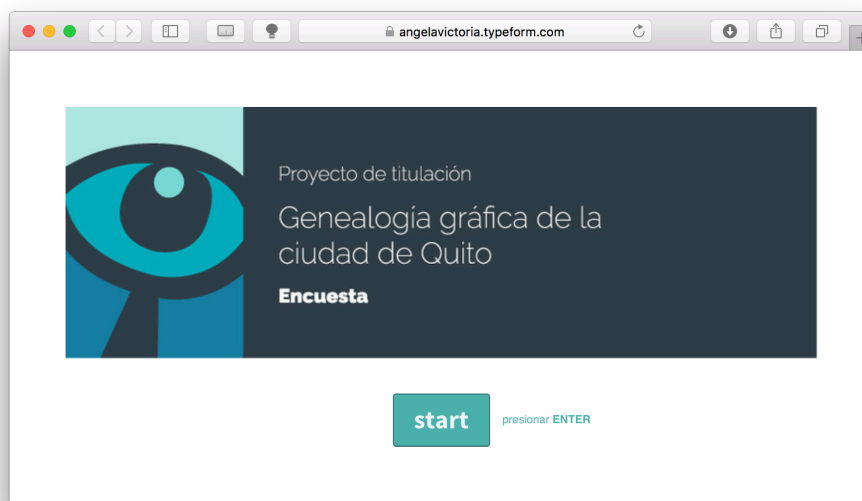 angelavictoria.typeform.com
Proyecto de titulación
Genealogía gráfica de la
ciudad de Quito
Encuesta
start presionar ENTER